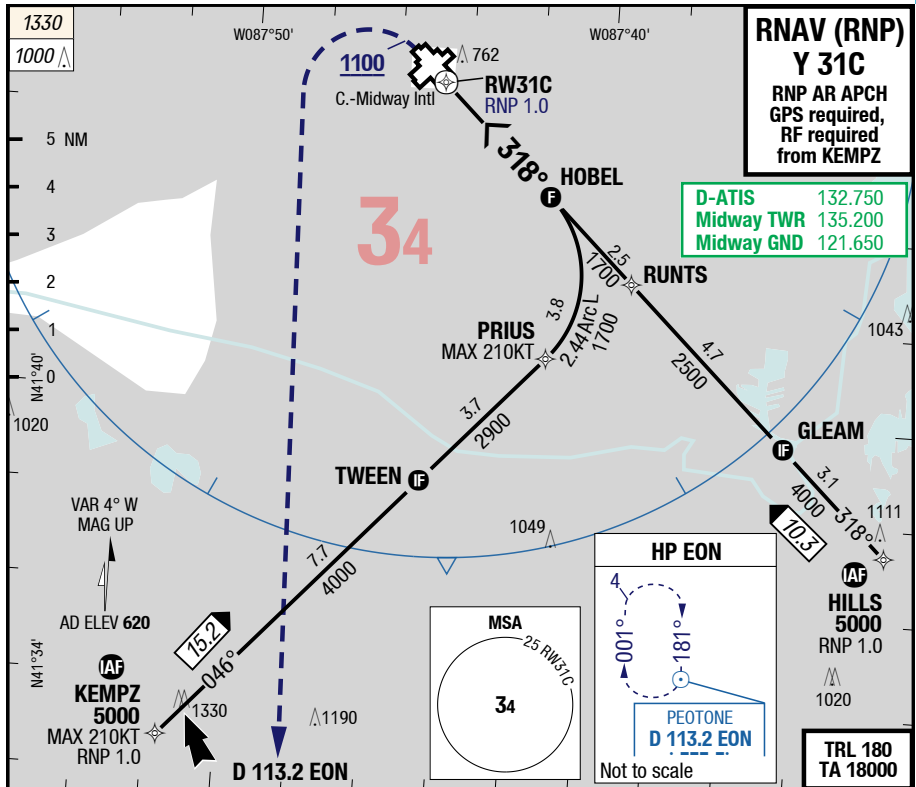 1330
1000
W087°50'
W087°40'
RNAV (RNP)
Y 31C
RNP AR APCH
GPS required,
RF required
from KEMPZ
1100
762
C.-Midway Intl
RW31C
RNP 1.0
5 NM
4
3
2
1
0
N41°40'
318°
HOBEL
F
34
D-ATIS 132.750
Midway TWR 135.200
Midway GND 121.650
2.5
1700
RUNTS
3.8
2.44 Arc L
1700
PRIUS
MAX 210KT
4.7
2500
1043
1020
3.7
2900
GLEAM
IF
TWEEN IF
3.1
4000
318°
1111
10.3
VAR 4° W
MAG UP
AD ELEV 620
1049
7.7
4000
15.2
046°
N41°34'
IAF
KEMPZ
5000
MAX 210KT
RNP 1.0
1330
1190
D 113.2 EON
MSA
25 RW31C
34
HP EON
4
001°
181°
PEOTONE
D 113.2 EON
Not to scale
IAF
HILLS
5000
RNP 1.0
1020
TRL 180
TA 18000